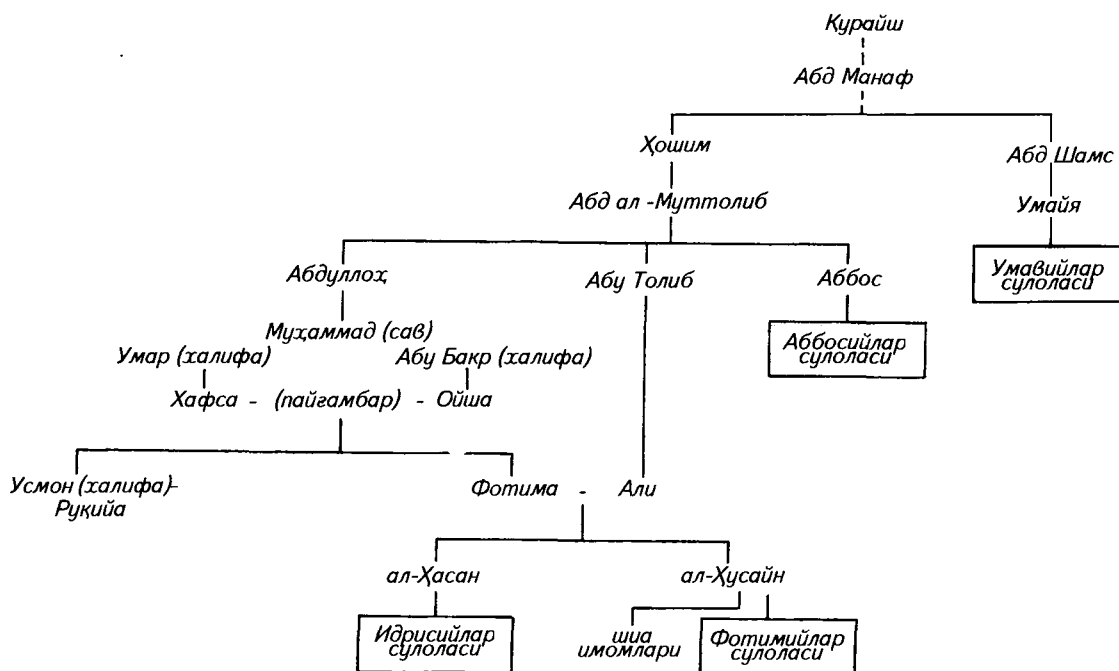 Қурайш
Абд Манаф
Ҳошим
Абд Шамс
Абд ал -Муттолиб
Умайя
Абдуллоҳ
Абу Толиб
Аббос
Умавийлар
сулоласи
Муҳаммад (сав)
Умар (халифа)
Абу Бакр (халифа)
Аббосийлар
сулоласи
Хафса - (пайғамбар) - Ойша
Усмон (халифа)-
Руқийа
Фотима - Али
ал-Ҳасан
ал-Ҳусайн
Идрисийлар
сулоласи
шиа
имомлари
Фотимийлар
сулоласи